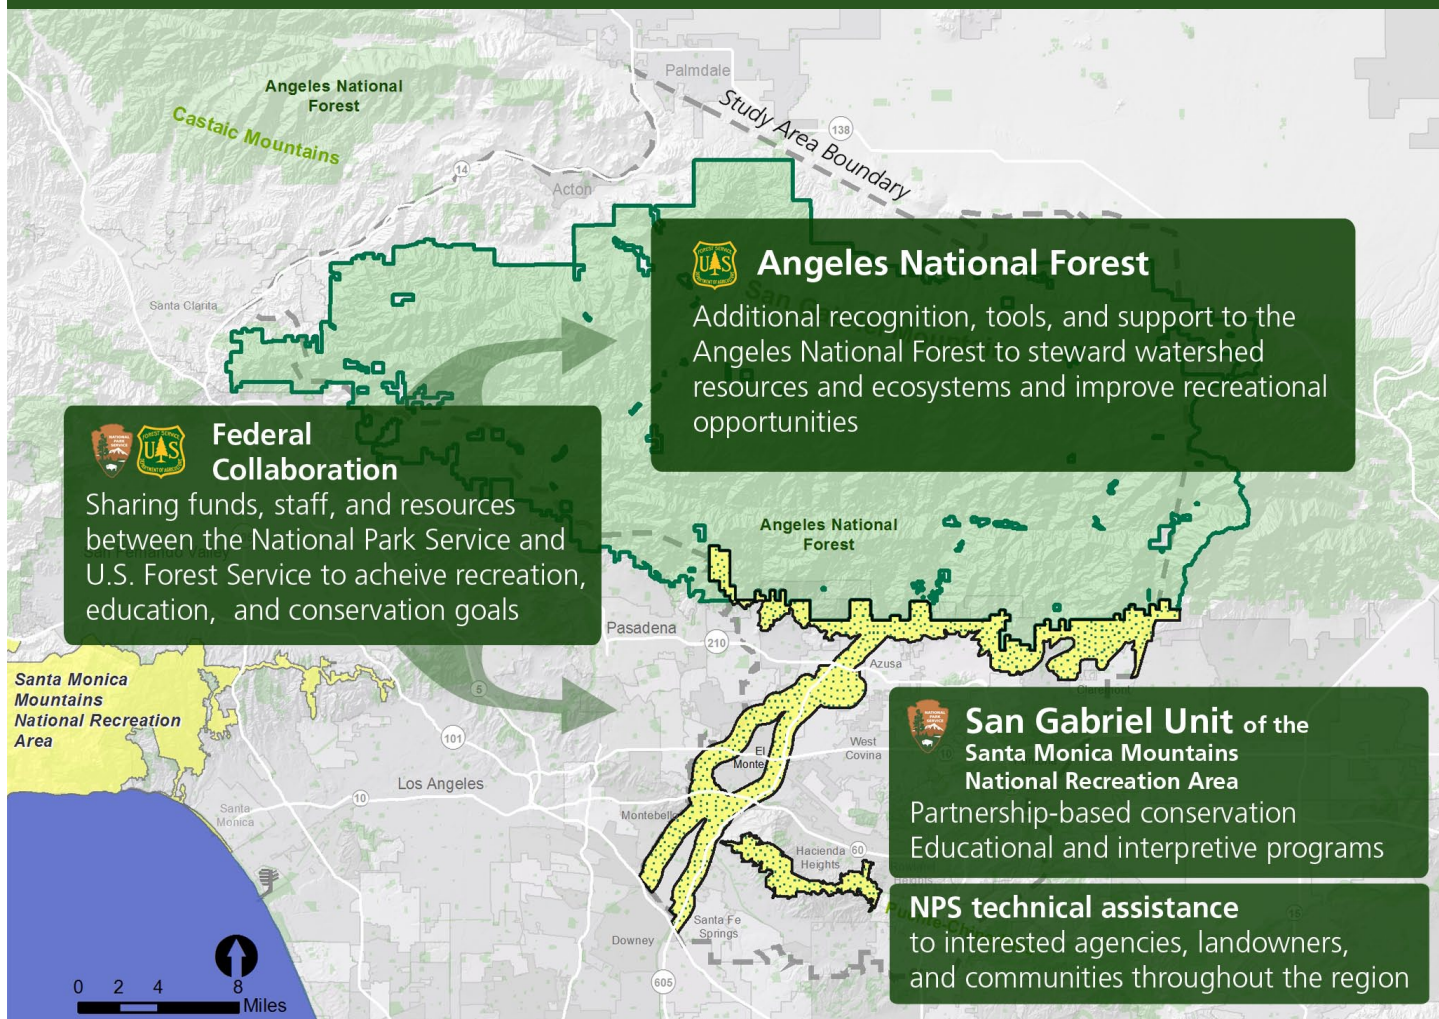 Palmdale
Angeles National
Forest
Castaic Mountains
Study Area Boundary
138
14
Acton
Santa Clarita
Angeles National Forest
Additional recognition, tools, and support to the
Angeles National Forest to steward watershed
resources and ecosystems and improve recreational
opportunities
Federal
Collaboration
Sharing funds, staff, and resources
between the National Park Service and
U.S. Forest Service to acheive recreation,
education, and conservation goals
Angeles National
Forest
Pasadena
210
Azusa
Claremont
Santa Monica
Mountains
National Recreation
Area
5
101
Los Angeles
10
Santa
Monica
El
Monte
West
Covina
10
Montebello
Hacienda
Heights
60
San Gabriel Unit of the
Santa Monica Mountains
National Recreation Area
Partnership-based conservation
Educational and interpretive programs
NPS technical assistance
to interested agencies, landowners,
and communities throughout the region
Santa Fe
Springs
Downey
605
0 2 4 8
Miles